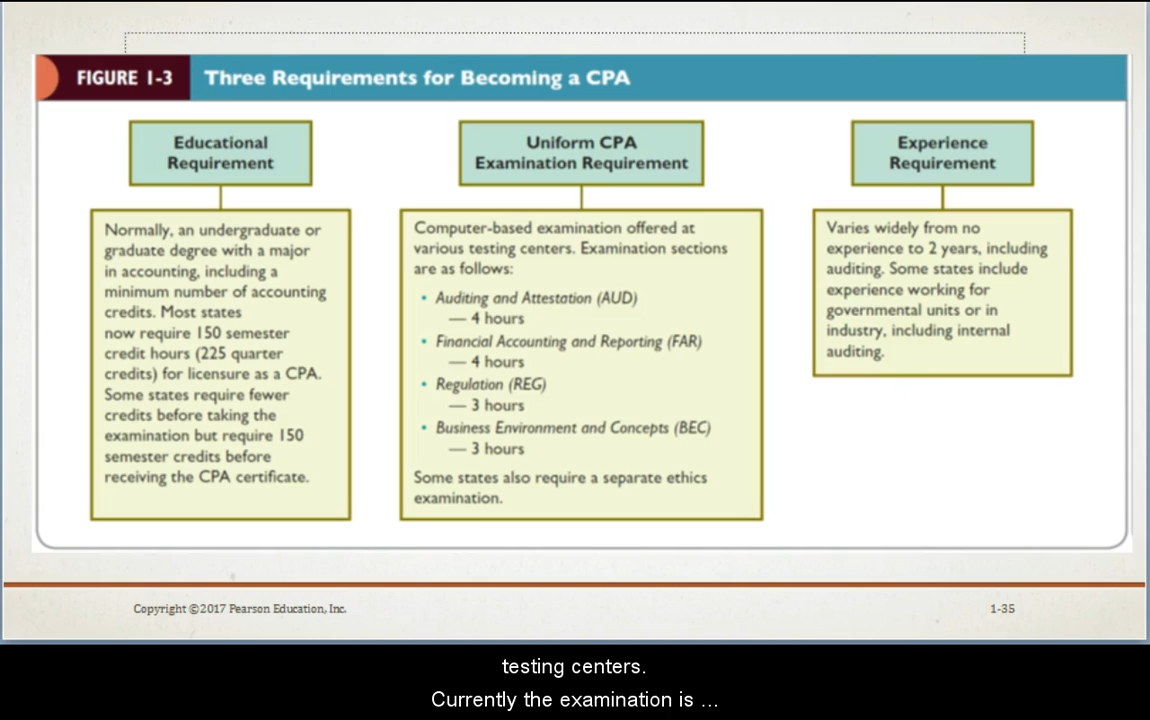 FIGURE 1-3 Three Requirements for Becoming a CPA
Educational
Requirement
Normally, an undergraduate or
graduate degree with a major
in accounting, including a
minimum number of accounting
credits. Most states
now require 150 semester
credit hours (225 quarter
credits) for licensure as a CPA.
Some states require fewer
credits before taking the
examination but require 150
semester credits before
receiving the CPA certificate.
Uniform CPA
Examination Requirement
Computer-based examination offered at
various testing centers. Examination sections
are as follows:
• Auditing and Attestation (AUD)
— 4 hours
• Financial Accounting and Reporting (FAR)
— 4 hours
• Regulation (REG)
— 3 hours
• Business Environment and Concepts (BEC)
— 3 hours
Some states also require a separate ethics
examination.
Experience
Requirement
Varies widely from no
experience to 2 years, including
auditing. Some states include
experience working for
governmental units or in
industry, including internal
auditing.
Copyright ©2017 Pearson Education, Inc.
1-35
testing centers.
Currently the examination is ...